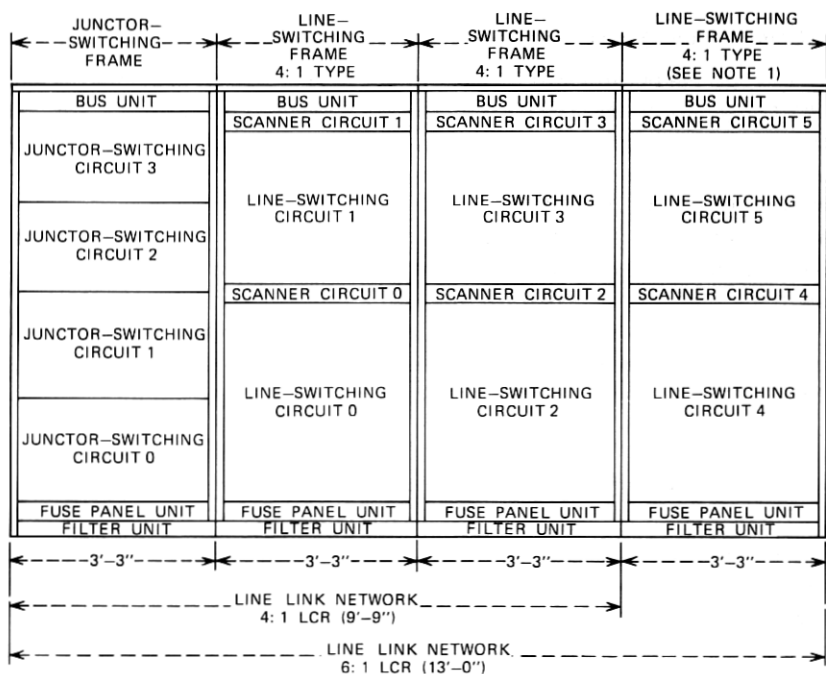 JUNCTOR–
SWITCHING
FRAME
LINE–
SWITCHING
FRAME
4:1 TYPE
LINE–
SWITCHING
FRAME
4:1 TYPE
LINE–SWITCHING
FRAME
4:1 TYPE
(SEE NOTE 1)
BUS UNIT
JUNCTOR–SWITCHING
CIRCUIT 3
JUNCTOR–SWITCHING
CIRCUIT 2
JUNCTOR–SWITCHING
CIRCUIT 1
JUNCTOR–SWITCHING
CIRCUIT 0
FUSE PANEL UNIT
FILTER UNIT
BUS UNIT
SCANNER CIRCUIT 1
LINE–SWITCHING
CIRCUIT 1
SCANNER CIRCUIT 0
LINE–SWITCHING
CIRCUIT 0
FUSE PANEL UNIT
FILTER UNIT
BUS UNIT
SCANNER CIRCUIT 3
LINE–SWITCHING
CIRCUIT 3
SCANNER CIRCUIT 2
LINE–SWITCHING
CIRCUIT 2
FUSE PANEL UNIT
FILTER UNIT
BUS UNIT
SCANNER CIRCUIT 5
LINE–SWITCHING
CIRCUIT 5
SCANNER CIRCUIT 4
LINE–SWITCHING
CIRCUIT 4
FUSE PANEL UNIT
FILTER UNIT
3'–3"
3'–3"
3'–3"
3'–3"
LINE LINK NETWORK
4:1 LCR (9'–9")
LINE LINK NETWORK
6:1 LCR (13'–0")